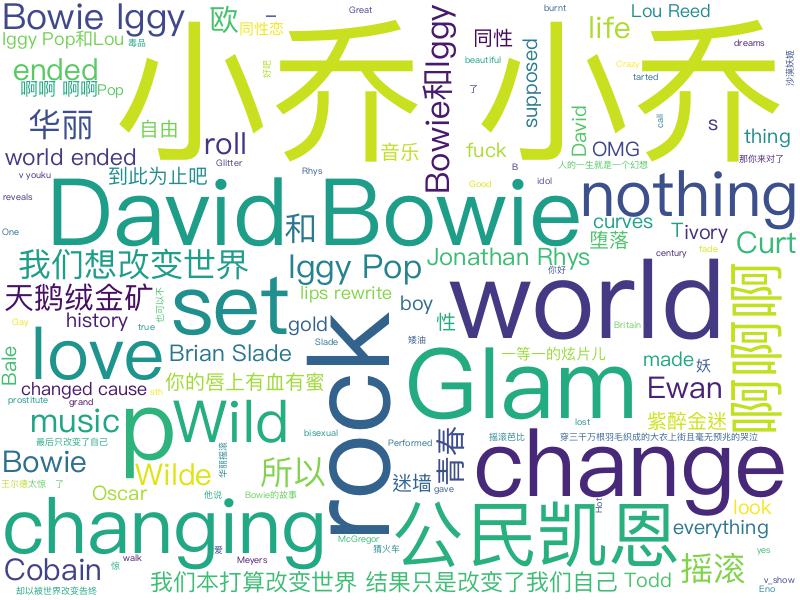 Bowie Iggy
欧
–
同性恋
Great
小乔 小乔
Bowie和Iggy
同性
burnt
life
Lou Reed
Iggy Pop和Lou
毒品
好吧
beautiful
supposed
Crazy
dreams
沙漠妖姬
ended
啊啊 啊啊
Pop
了
tarted
华丽
自由
roll
音乐
fuck
David
OMG
call
s
thing
world ended
Glitter
B
人的一生就是一个幻想
那你来对了
v youku
到此为止吧
Rhys
Good
idol
reveals
David Bowie
nothing
和
curves
T
ivory
One
堕落
Curt
我们想改变世界
Iggy Pop
Jonathan Rhys
century
fade
你好
天鹅绒金矿
也可以不
set
lips rewrite
boy
world
啊啊啊
history
gold
性
Britain
Gay
true
Slade
矮油
Bale
love
Brian Slade
rock
Glam
一等一的炫片儿
made
妖
changed cause
sth
你的唇上有血有蜜
Ewan
prostitute
grand
lost
music
pWild
bisexual
紫醉金迷
最后只改变了自己
Performed
青春
摇滚芭比
穿三千万根羽毛织成的大衣上街且毫无预兆的哭泣
Bowie
华丽摇滚
Wilde
所以
迷墙
change
王尔德太惊
了
gave
Oscar
他说
Bowie的故事
Hot
look
changing
公民凯恩
everything
McGregor
猜火车
yes
Cobain
walk
爱
Meyers
惊
摇滚
却以被世界改变告终
我们本打算改变世界 结果只是改变了我们自己
Todd
v_show
Eno